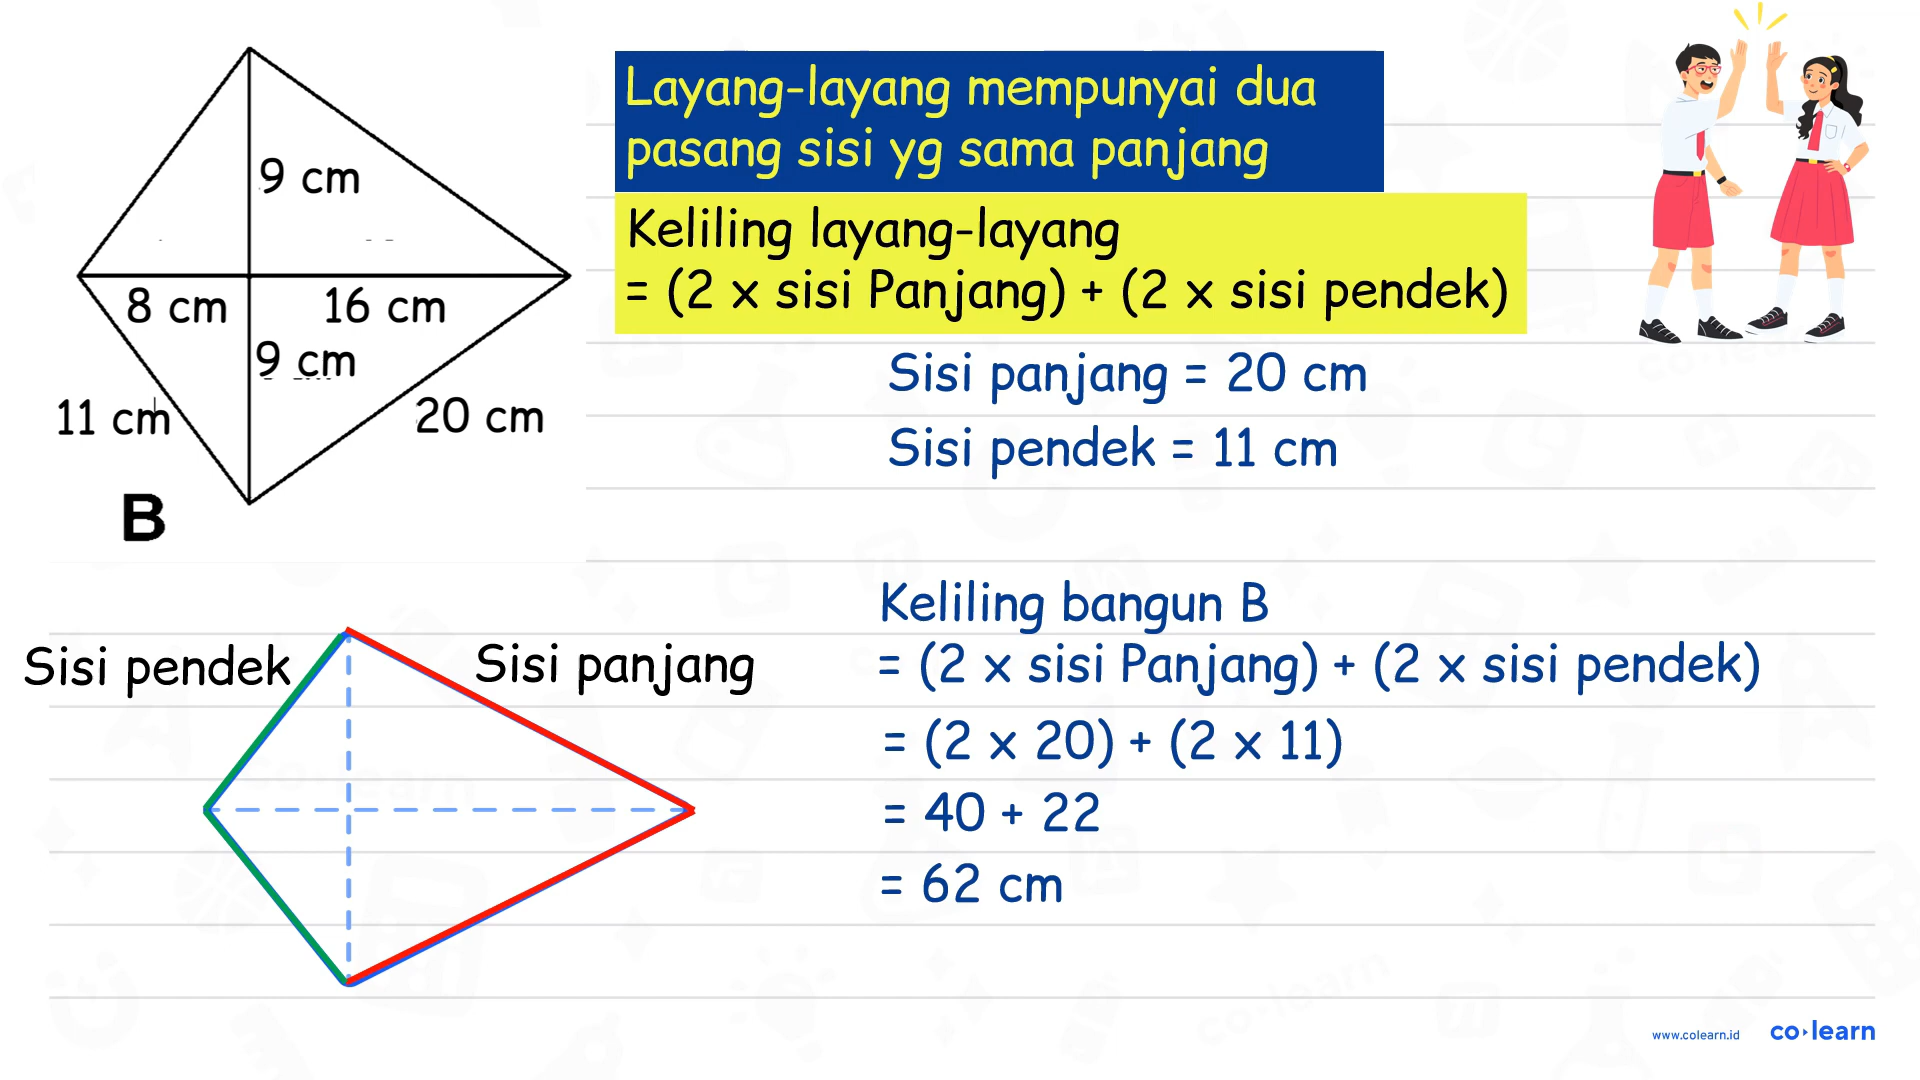 9 cm
8 cm
16 cm
9 cm
11 cm
20 cm
B
Layang-layang mempunyai dua
pasang sisi yg sama panjang
Keliling layang-layang
= (2 x sisi Panjang) + (2 x sisi pendek)
Sisi panjang = 20 cm
Sisi pendek = 11 cm
Sisi pendek
Sisi panjang
Keliling bangun B
= (2 x sisi Panjang) + (2 x sisi pendek)
= (2 x 20) + (2 x 11)
= 40 + 22
= 62 cm
www.colearn.id
co·learn